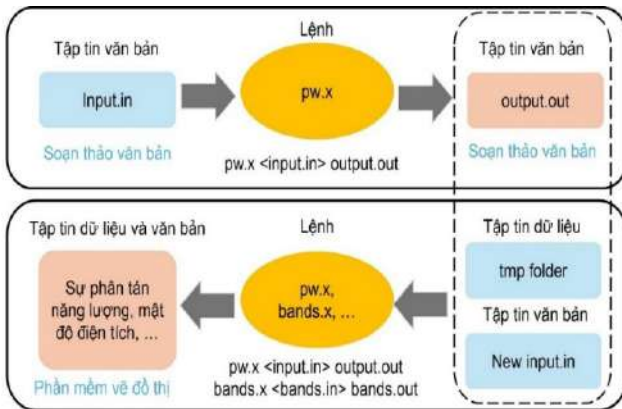 Tập tin văn bản
Input.in
Soạn thảo văn bản
Lệnh
pw.x
pw.x <input.in> output.out
Tập tin văn bản
output.out
Soạn thảo văn bản
Tập tin dữ liệu và văn bản
Sự phân tán
năng lượng, mật
độ điện tích, ...
Phần mềm vẽ đồ thị
Lệnh
pw.x,
bands.x, ...
pw.x <input.in> output.out
bands.x <bands.in> bands.out
Tập tin dữ liệu
tmp folder
Tập tin văn bản
New input.in